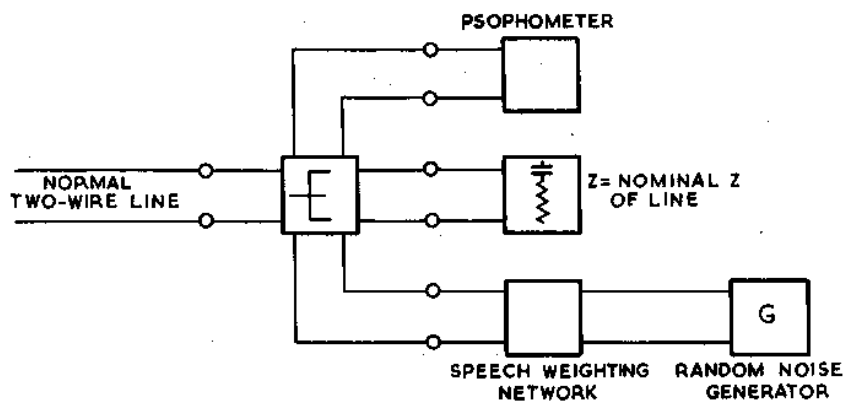 PSOPHOMETER
NORMAL
TWO-WIRE LINE
Z = NOMINAL Z
OF LINE
G
SPEECH WEIGHTING
NETWORK
RANDOM NOISE
GENERATOR